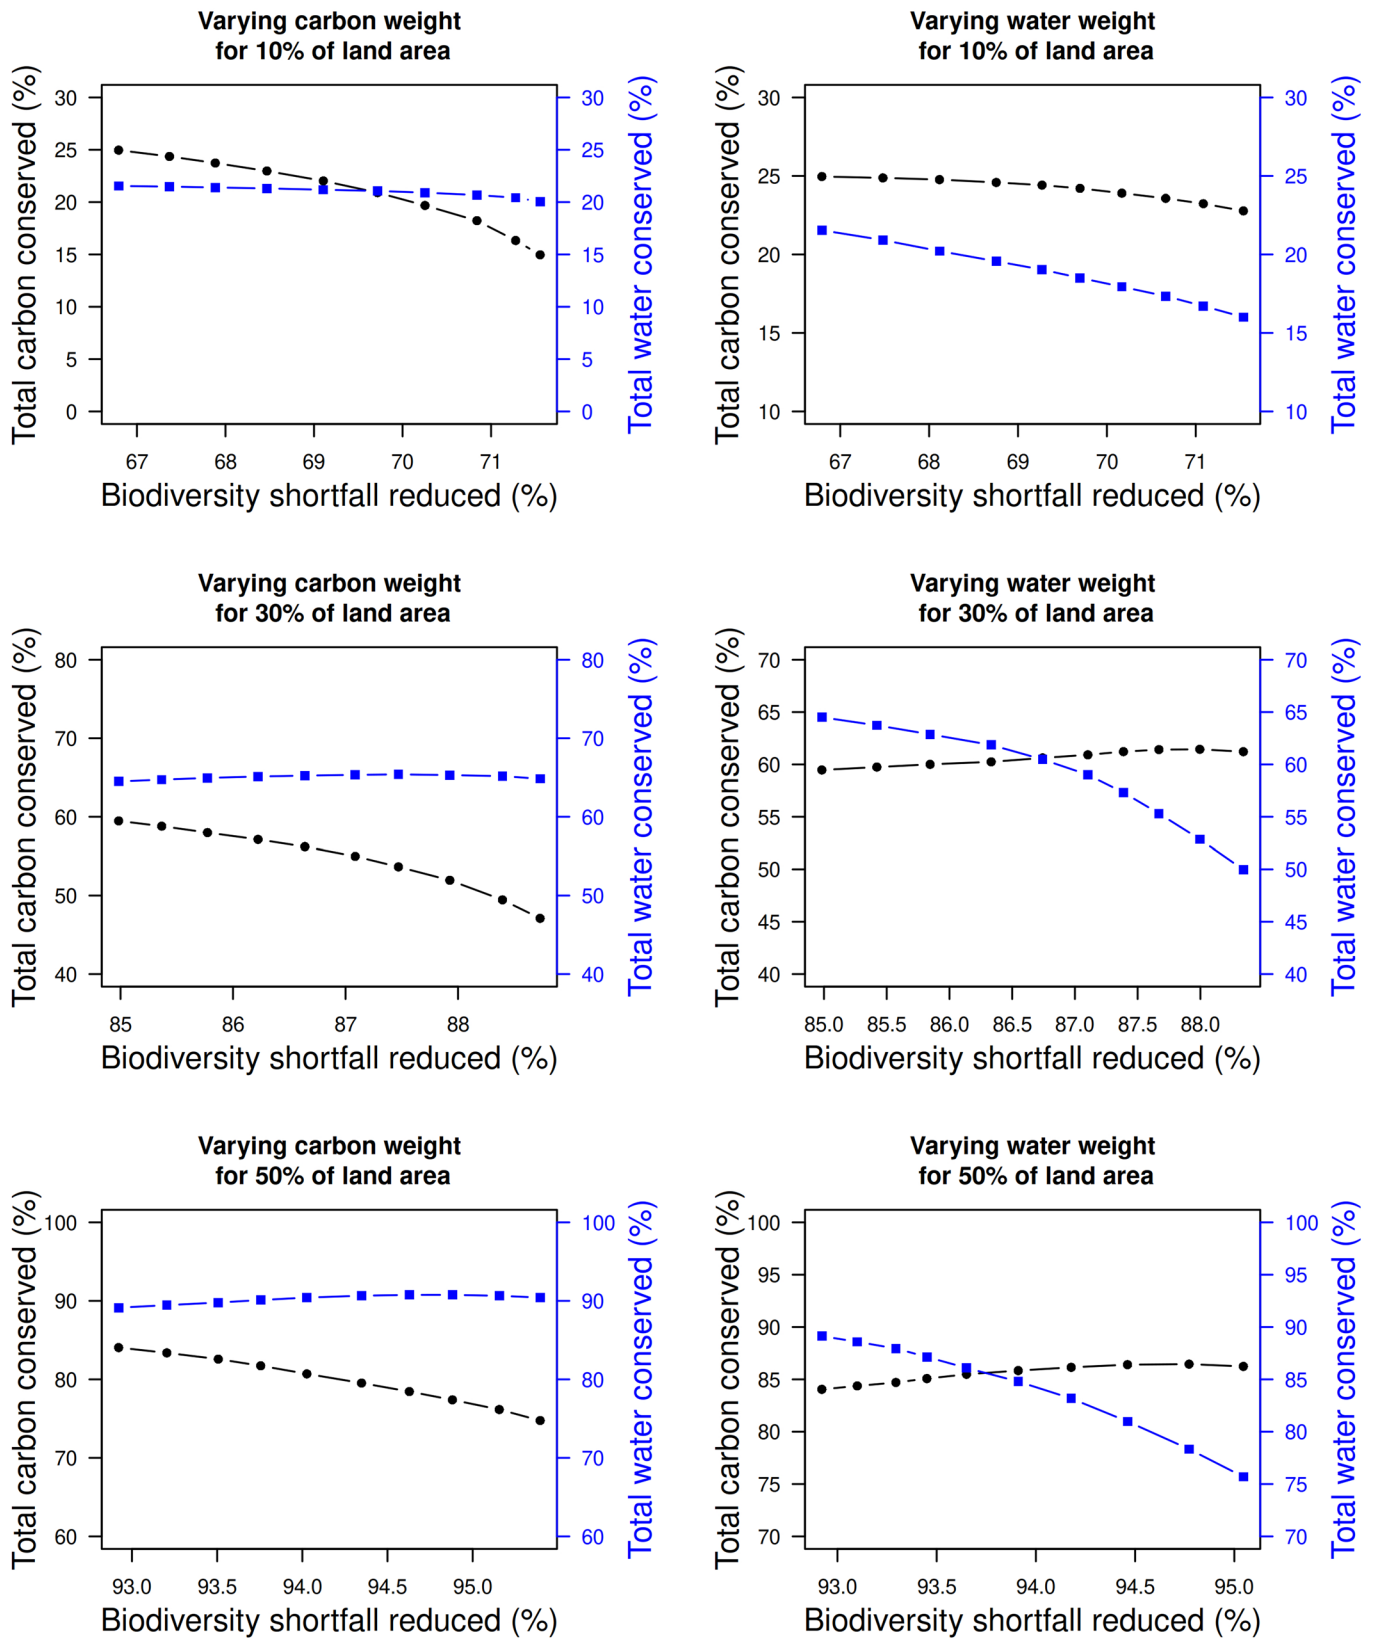 Varying carbon weight
for 10% of land area
Total carbon conserved (%)
30
25
20
15
10
5
0
30
25
20
15
10
5
0
Total water conserved (%)
67 68 69 70 71
Biodiversity shortfall reduced (%)
Varying water weight
for 10% of land area
Total carbon conserved (%)
30
25
20
15
10
30
25
20
15
10
Total water conserved (%)
67 68 69 70 71
Biodiversity shortfall reduced (%)
Varying carbon weight
for 30% of land area
Total carbon conserved (%)
80
70
60
50
40
80
70
60
50
40
Total water conserved (%)
85 86 87 88
Biodiversity shortfall reduced (%)
Varying water weight
for 30% of land area
Total carbon conserved (%)
70
65
60
55
50
45
40
70
65
60
55
50
45
40
Total water conserved (%)
85.0 85.5 86.0 86.5 87.0 87.5 88.0
Biodiversity shortfall reduced (%)
Varying carbon weight
for 50% of land area
Total carbon conserved (%)
100
90
80
70
60
100
90
80
70
60
Total water conserved (%)
93.0 93.5 94.0 94.5 95.0
Biodiversity shortfall reduced (%)
Varying water weight
for 50% of land area
Total carbon conserved (%)
100
95
90
85
80
75
70
100
95
90
85
80
75
70
Total water conserved (%)
93.0 93.5 94.0 94.5 95.0
Biodiversity shortfall reduced (%)